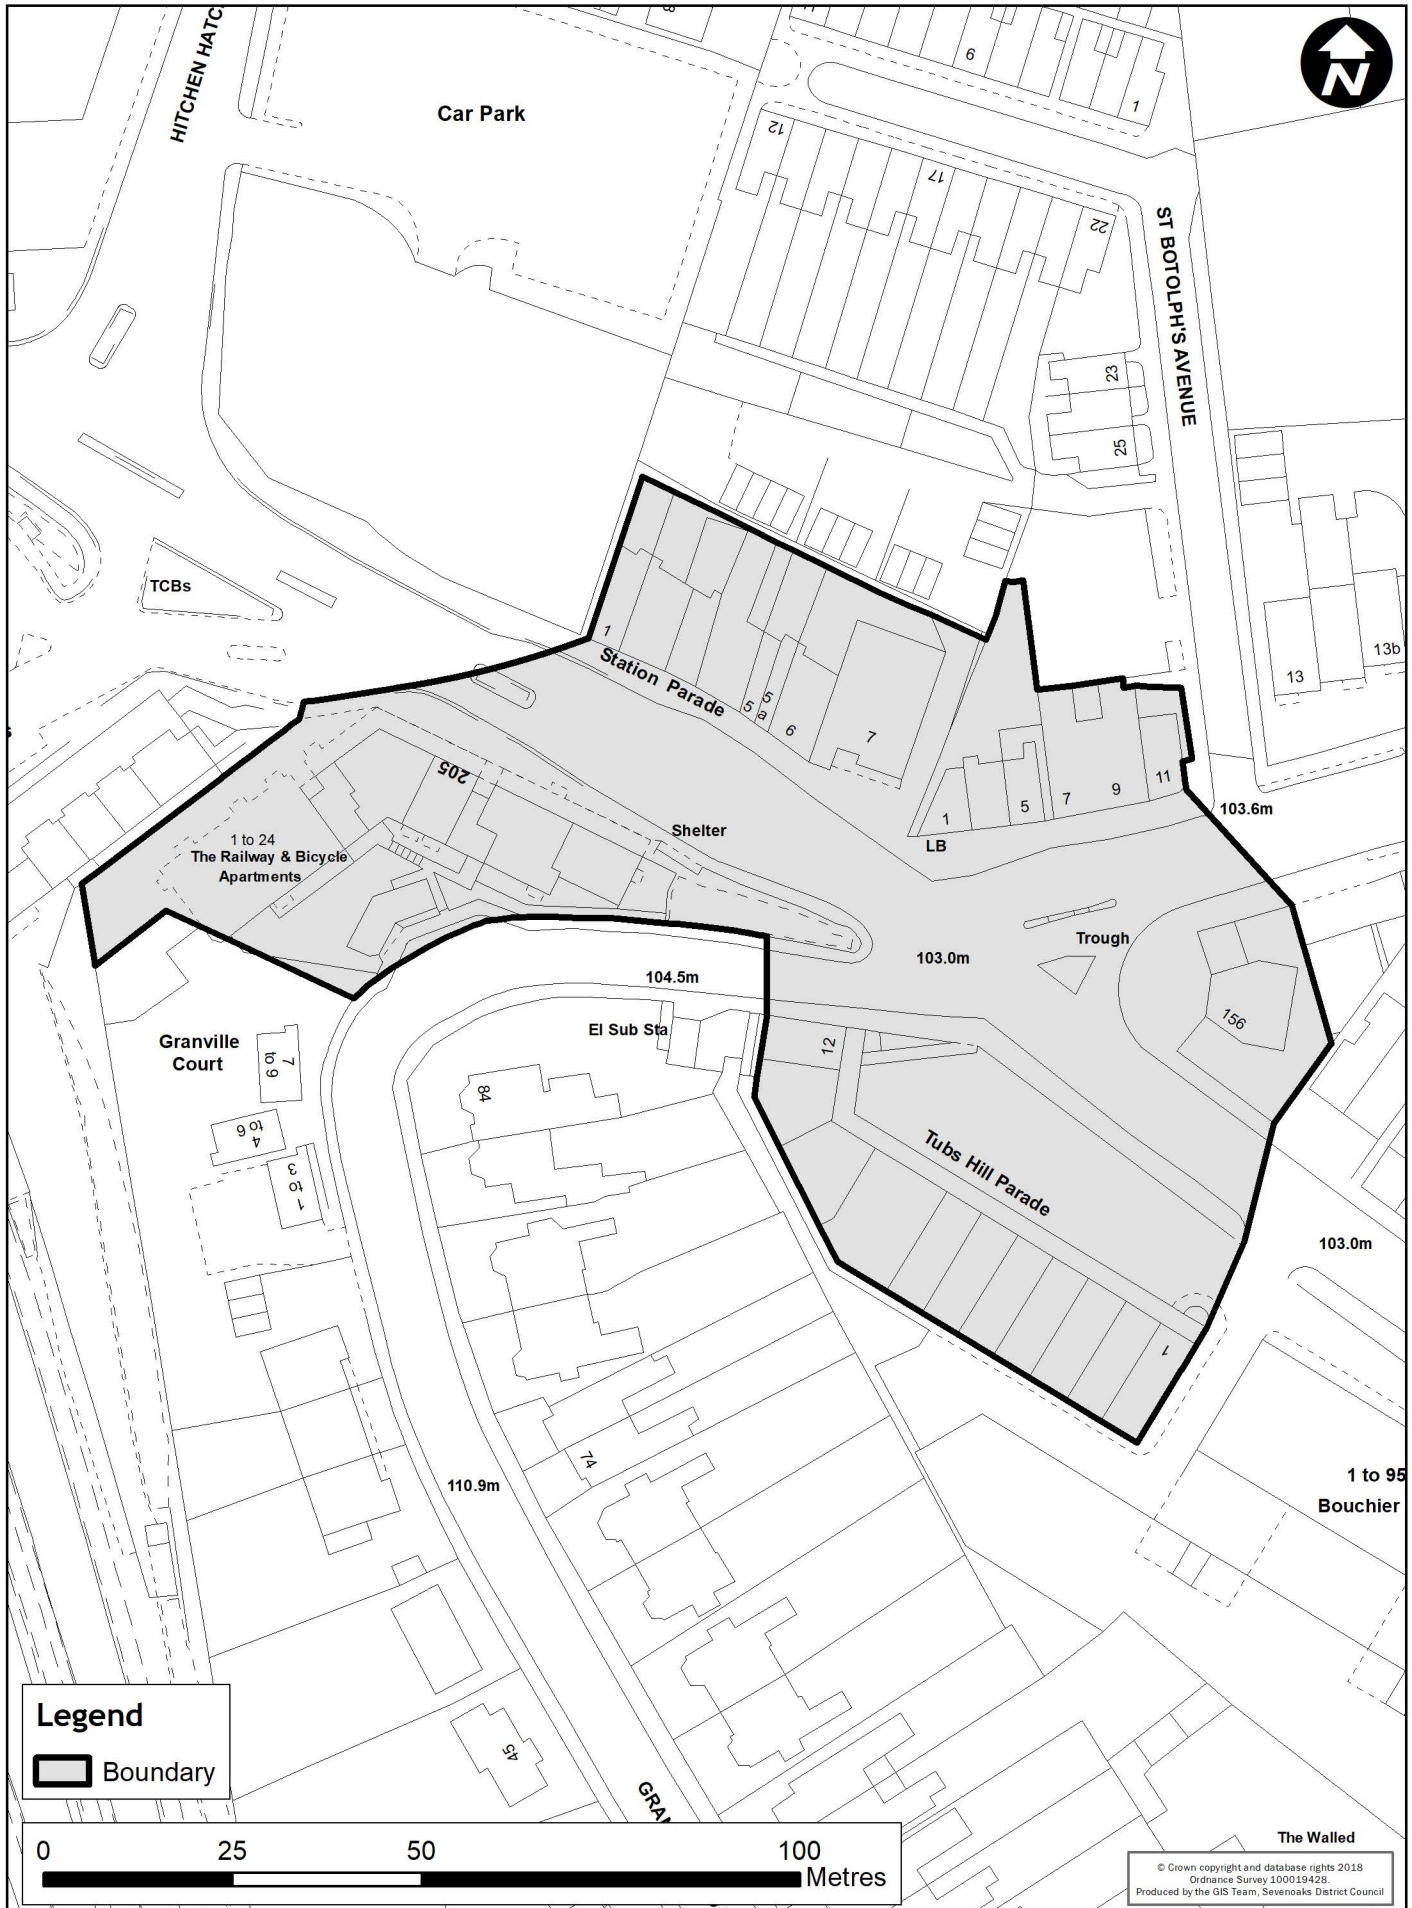 HITCHEN HATC
8
6
1
N
Car Park
12
17
22
ST BOTOLPH'S AVENUE
23
25
TCBs
1
Station Parade
5
5
a
6
7
13
13b
205
1
5
7
9
11
103.6m
Shelter
LB
1 to 24
The Railway & Bicycle
Apartments
Trough
103.0m
104.5m
156
El Sub Sta
12
Granville
Court
7
to 9
84
4
to 6
1
to
3
Tubs Hill Parade
103.0m
1
74
110.9m
1 to 95
Bouchier
45
GRAN
Legend
Boundary
0 25 50 100
Metres
The Walled
© Crown copyright and database rights 2018
Ordnance Survey 100019428.
Produced by the GIS Team, Sevenoaks District Council